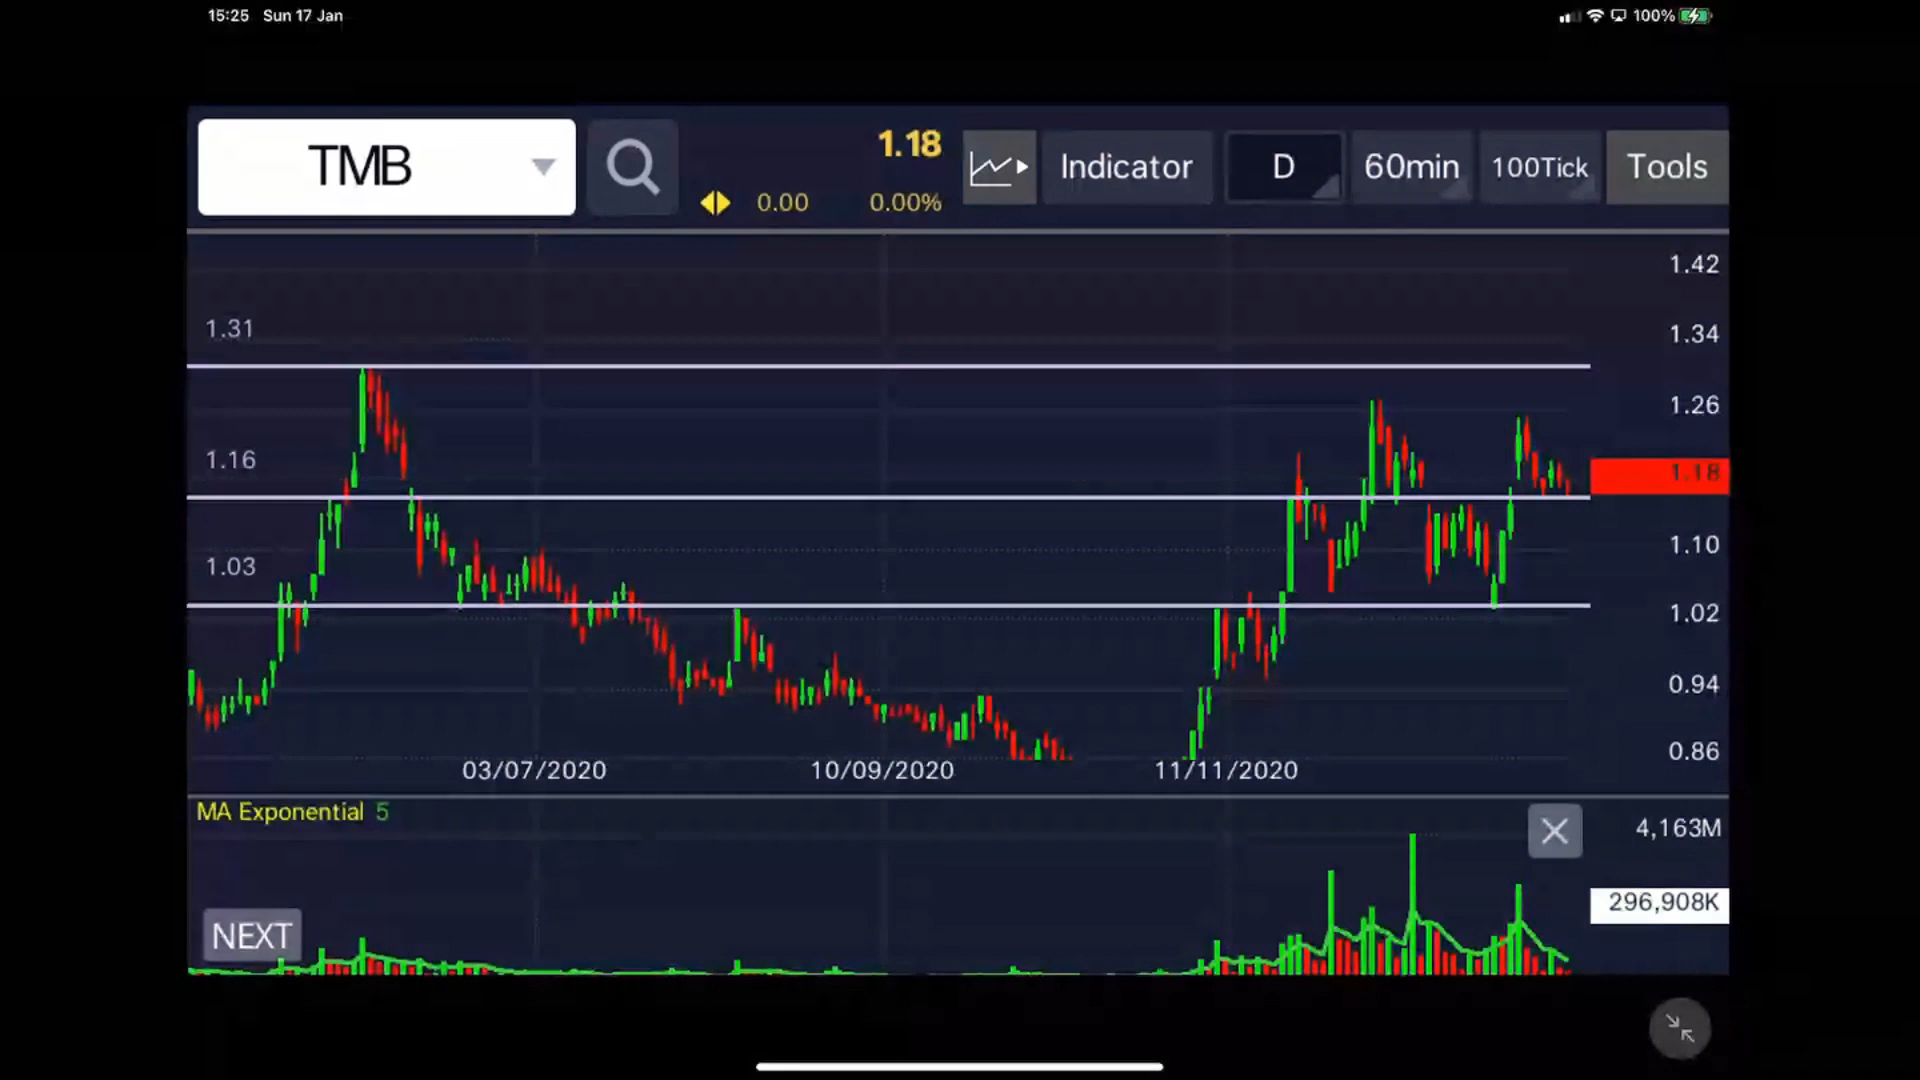 15:25 Sun 17 Jan
100%
TMB
1.18
0.00 0.00%
Indicator
D
60min
100Tick
Tools
1.42
1.31
1.34
1.26
1.16
1.18
1.10
1.03
1.02
0.94
0.86
03/07/2020 10/09/2020 11/11/2020
MA Exponential 5
4,163M
296,908K
NEXT